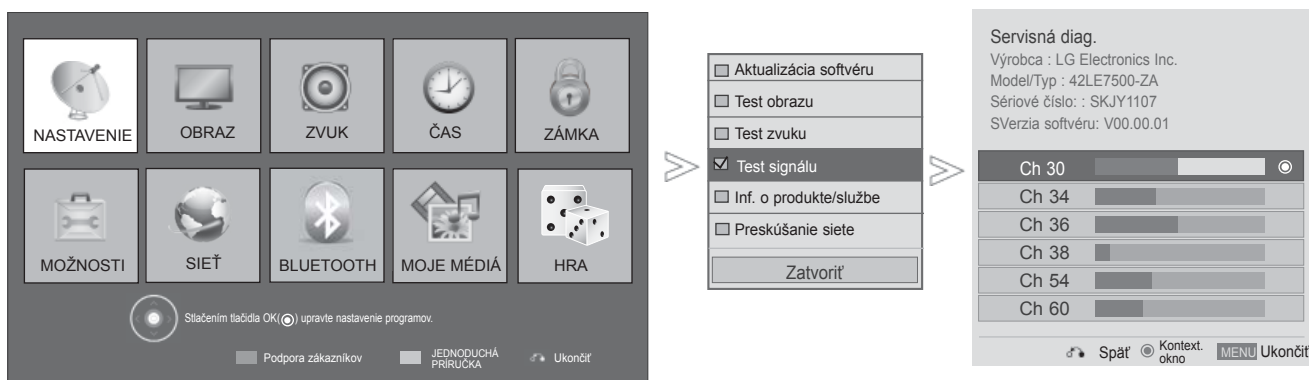 NASTAVENIE
OBRAZ
ZVUK
ČAS
ZÁMKA
MOŽNOSTI
SIEŤ
BLUETOOTH
MOJE MÉDIÁ
HRA
Stlačením tlačidla OK(◉) upravte nastavenie programov.
Podpora zákazníkov
JEDNODUCHÁ
PRÍRUČKA
Ukončiť
Aktualizácia softvéru
Test obrazu
Test zvuku
Test signálu
Inf. o produkte/službe
Preskúšanie siete
Zatvoriť
Servisná diag.
Výrobca : LG Electronics Inc.
Model/Typ : 42LE7500-ZA
Sériové číslo: : SKJY1107
SVerzia softvéru: V00.00.01
Ch 30
Ch 34
Ch 36
Ch 38
Ch 54
Ch 60
Späť
Kontext.
okno
MENU Ukončiť